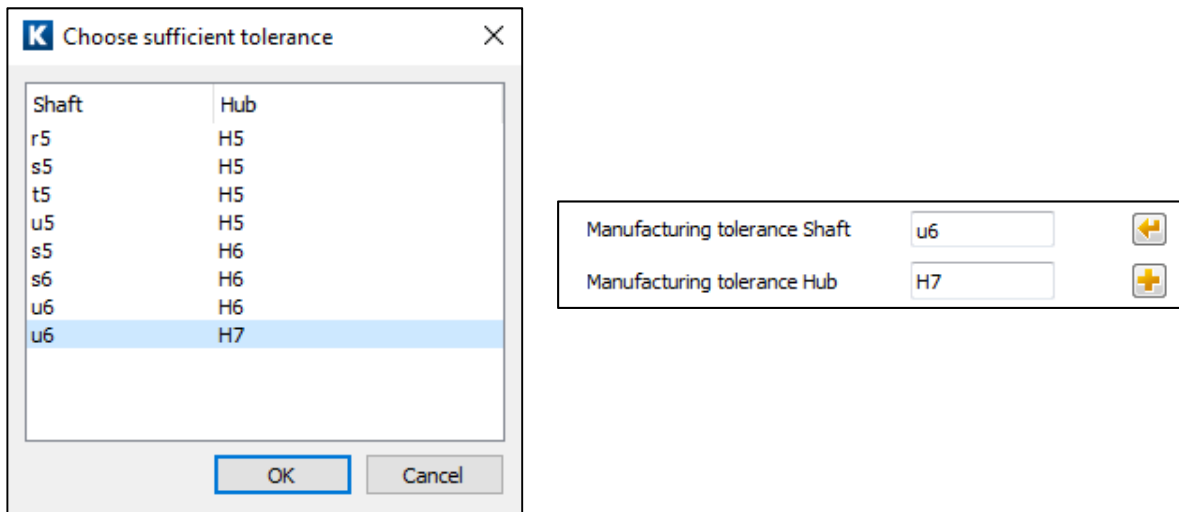 K Choose sufficient tolerance
Shaft Hub
r5 H5
s5 H5
t5 H5
u5 H5
s5 H6
s6 H6
u6 H6
u6 H7
OK Cancel
Manufacturing tolerance Shaft u6
Manufacturing tolerance Hub H7